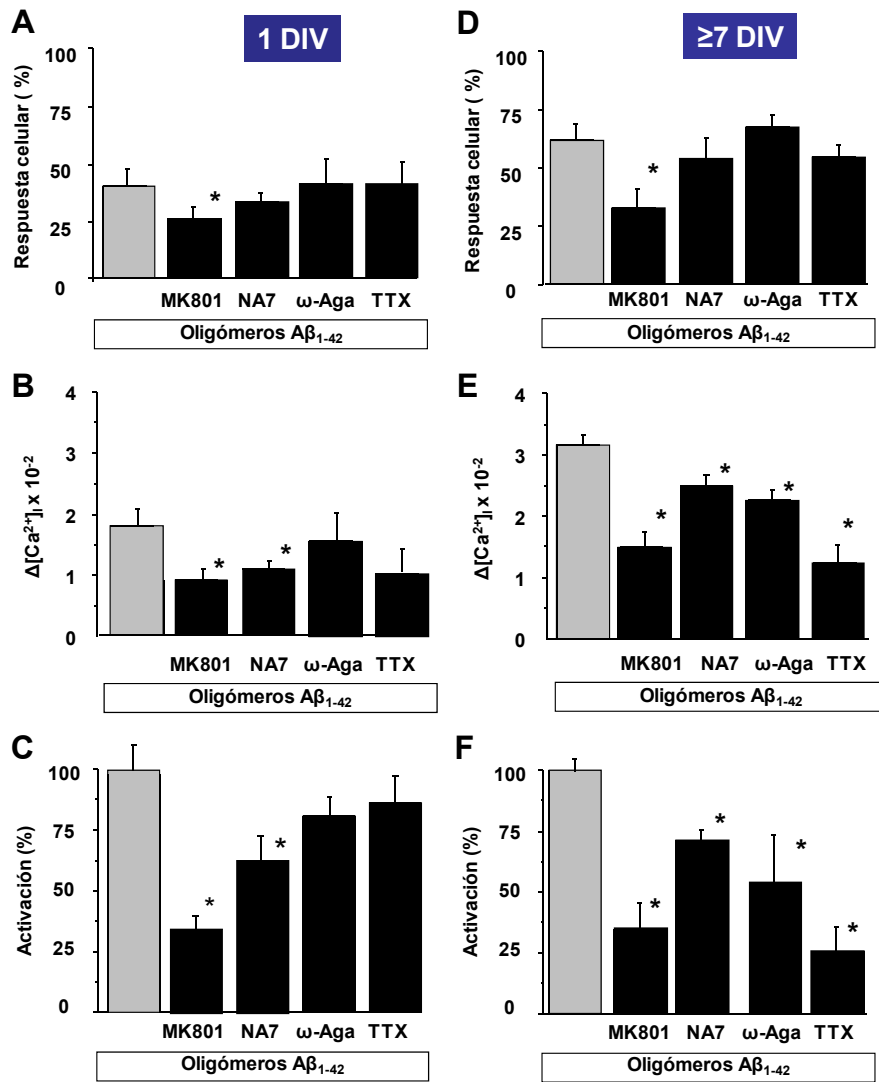 A
1 DIV
Respuesta celular ( %)
100
75
50
25
0
*
MK801 NA7 ω-Aga TTX
Oligómeros Aβ1-42
D
≥7 DIV
Respuesta celular (%)
100
75
50
25
0
*
MK801 NA7 ω-Aga TTX
Oligómeros Aβ1-42
B
Δ[Ca²⁺]I x 10⁻²
4
3
2
1
0
* *
MK801 NA7 ω-Aga TTX
Oligómeros Aβ1-42
E
Δ[Ca²⁺]I x 10⁻²
4
3
2
1
0
* * * *
MK801 NA7 ω-Aga TTX
Oligómeros Aβ1-42
C
Activación (%)
100
75
50
25
0
* *
MK801 NA7 ω-Aga TTX
Oligómeros Aβ1-42
F
Activación (%)
100
75
50
25
0
* * * *
MK801 NA7 ω-Aga TTX
Oligómeros Aβ1-42